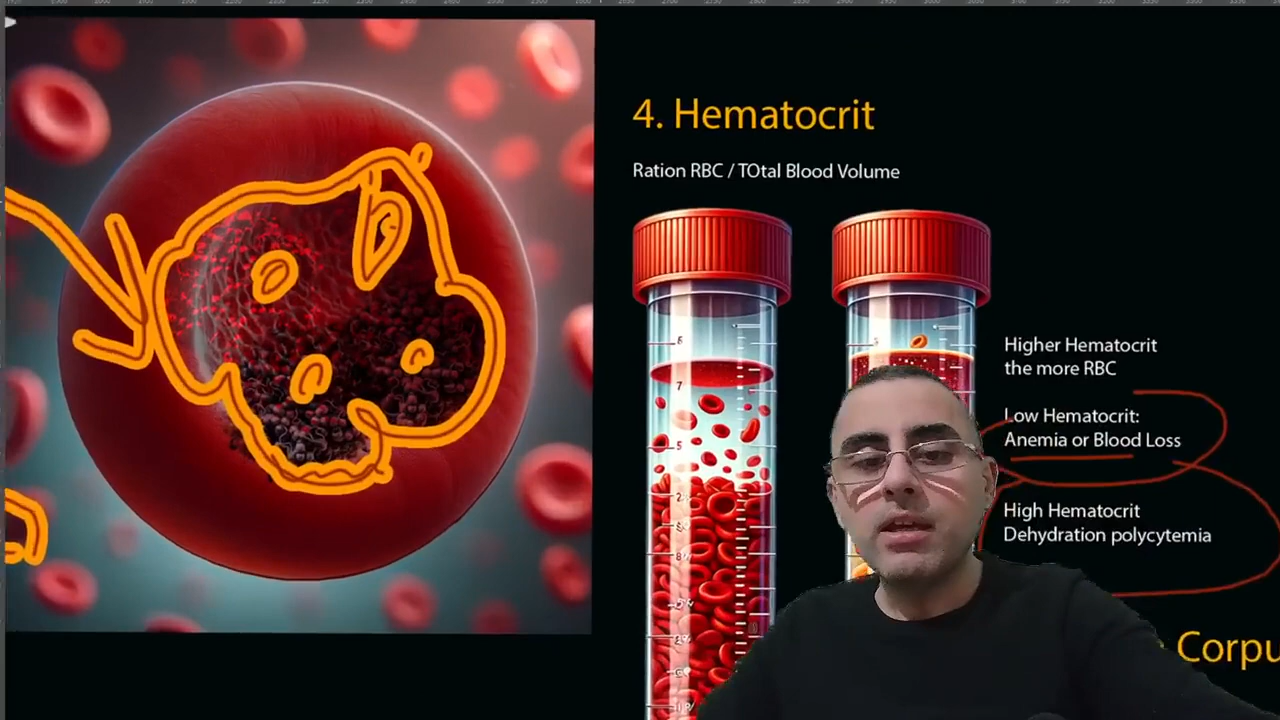 4. Hematocrit
Ration RBC / TOtal Blood Volume
Higher Hematocrit
the more RBC
Low Hematocrit:
Anemia or Blood Loss
High Hematocrit
Dehydration polycytemia
Corpu